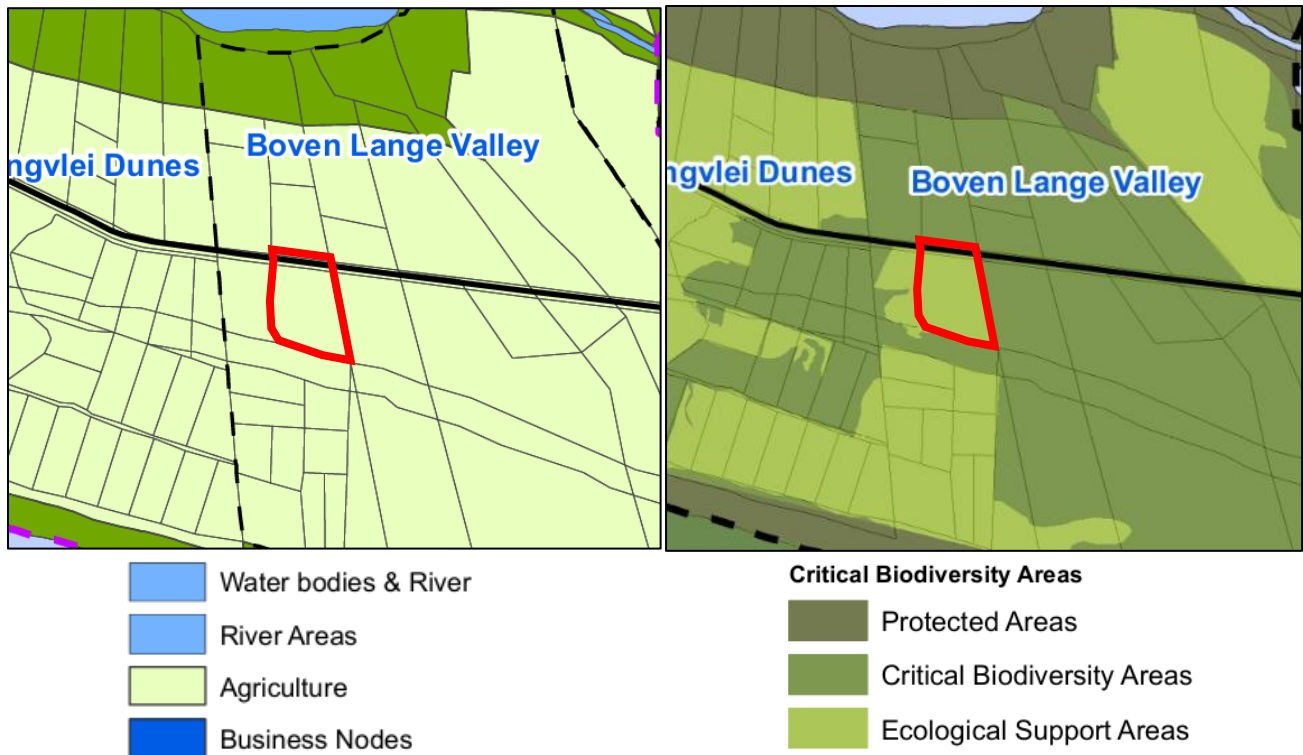 Boven Lange Valley
ngvlei Dunes
ngvlei Dunes
Boven Lange Valley
Water bodies & River
River Areas
Agriculture
Business Nodes
Critical Biodiversity Areas
Protected Areas
Critical Biodiversity Areas
Ecological Support Areas